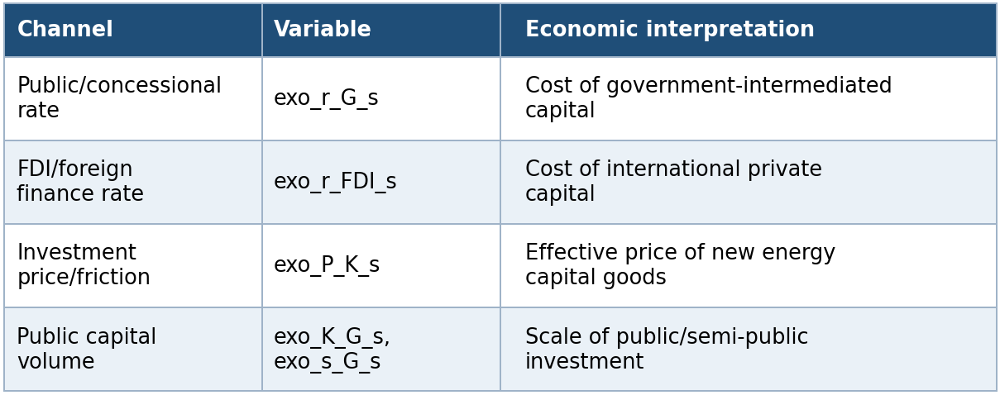 Channel Variable Economic interpretation
Public/concessional
rate
exo_r_G_s
Cost of government-intermediated
capital
FDI/foreign
finance rate
exo_r_FDI_s
Cost of international private
capital
Investment
price/friction
exo_P_K_s
Effective price of new energy
capital goods
Public capital
volume
exo_K_G_s,
exo_s_G_s
Scale of public/semi-public
investment